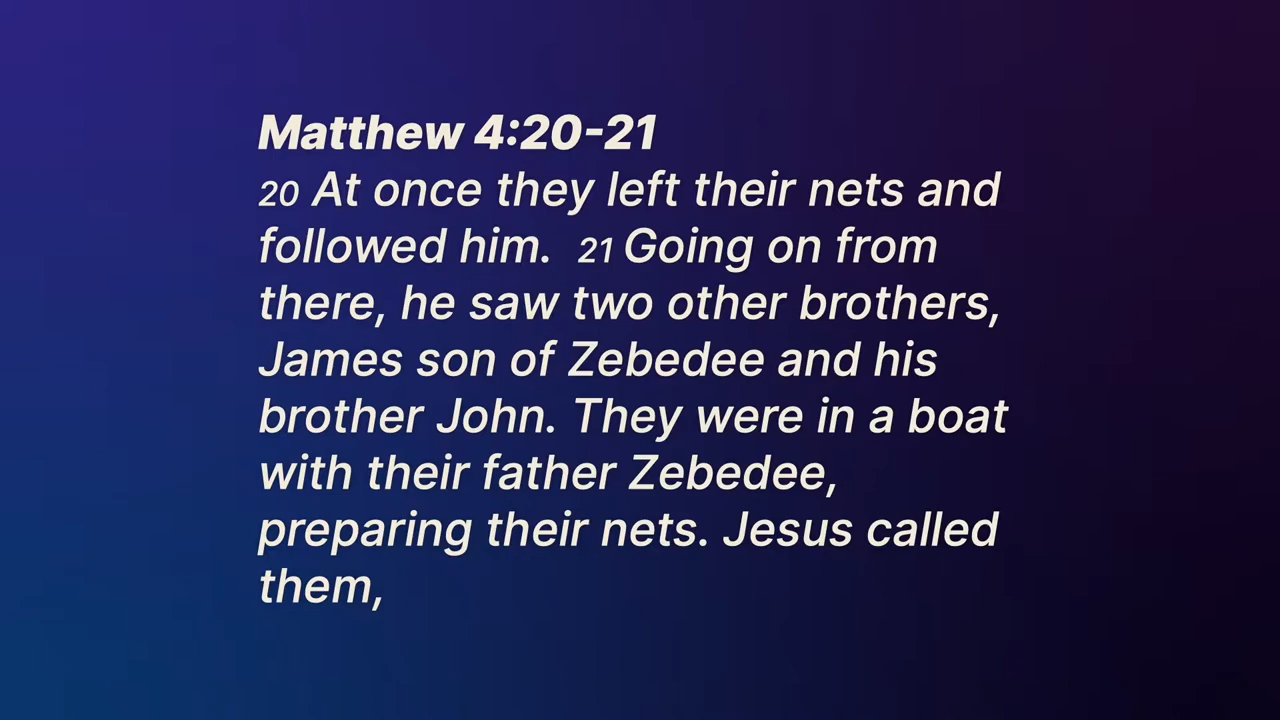 Matthew 4:20-21
20 At once they left their nets and
followed him. 21 Going on from
there, he saw two other brothers,
James son of Zebedee and his
brother John. They were in a boat
with their father Zebedee,
preparing their nets. Jesus called
them,